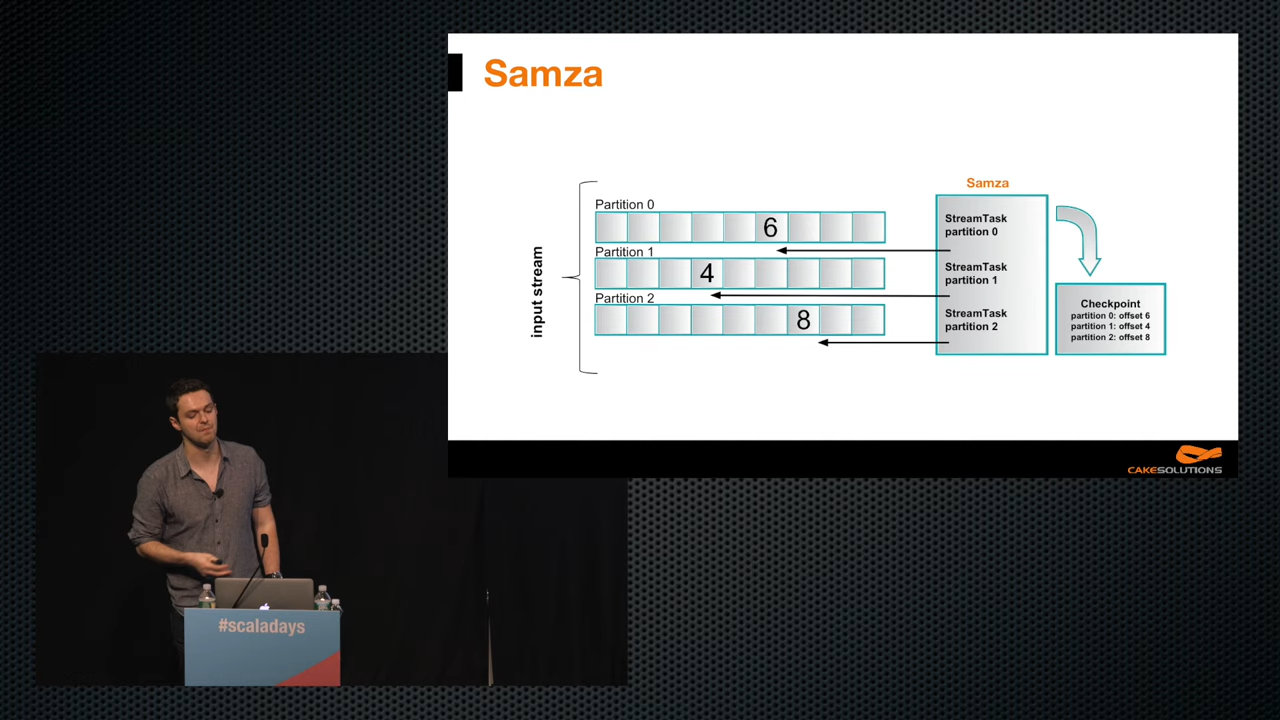 Samza
Samza
Partition 0
6
Partition 1
4
Partition 2
8
input stream
StreamTask
partition 0
StreamTask
partition 1
StreamTask
partition 2
Checkpoint
partition 0: offset 6
partition 1: offset 4
partition 2: offset 8
CAKESOLUTIONS
#scaladays